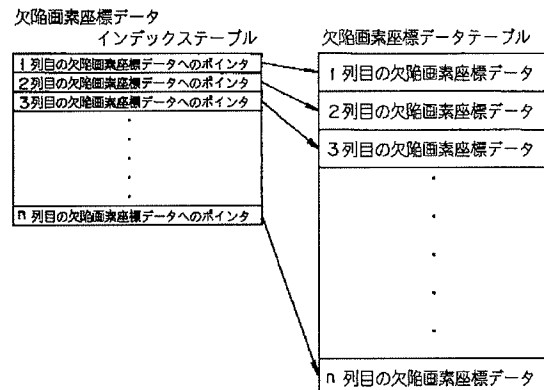 欠陥画素座標データ
インデックステーブル
1列目の欠陥画素座標データへのポインタ
2列目の欠陥画素座標データへのポインタ
3列目の欠陥画素座標データへのポインタ
n列目の欠陥画素座標データへのポインタ
欠陥画素座標データテーブル
1列目の欠陥画素座標データ
2列目の欠陥画素座標データ
3列目の欠陥画素座標データ
n列目の欠陥画素座標データ